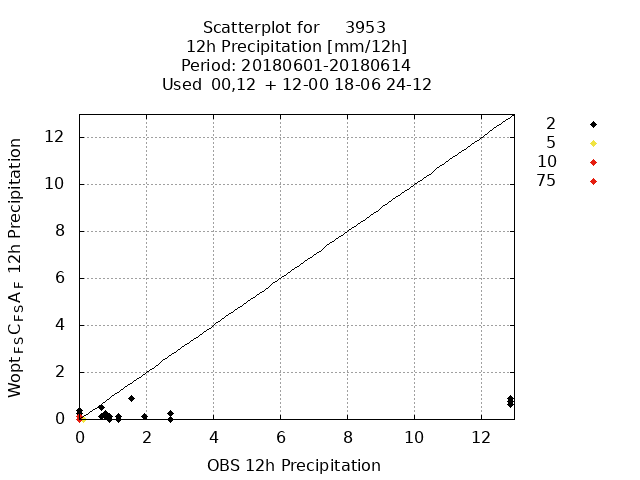 Scatterplot for 3953
12h Precipitation [mm/12h]
Period: 20180601-20180614
Used 00,12 + 12-00 18-06 24-12
2
5
10
75
12
10
8
6
4
2
0
0 2 4 6 8 10 12
OBS 12h Precipitation
Wopt FS C FS A F 12h Precipitation